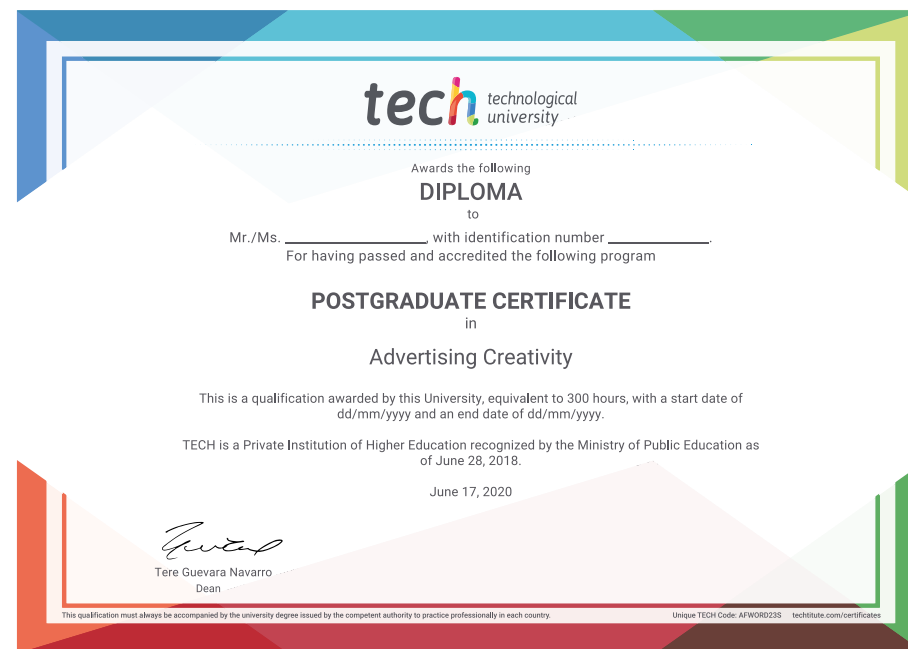 tech technological
university
Awards the following
DIPLOMA
to
Mr./Ms. ____________, with identification number ____________.
For having passed and accredited the following program
POSTGRADUATE CERTIFICATE
in
Advertising Creativity
This is a qualification awarded by this University, equivalent to 300 hours, with a start date of
dd/mm/yyyy and an end date of dd/mm/yyyy.
TECH is a Private Institution of Higher Education recognized by the Ministry of Public Education as
of June 28, 2018.
June 17, 2020
Tere Guevara Navarro
Dean
This qualification must always be accompanied by the university degree issued by the competent authority to practice professionally in each country. Unique TECH Code: AFWORD23S techtitute.com/certificates